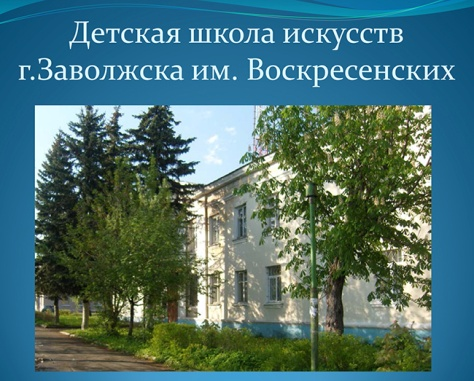 Детская школа искусств
г.Заволжска им. Воскресенских